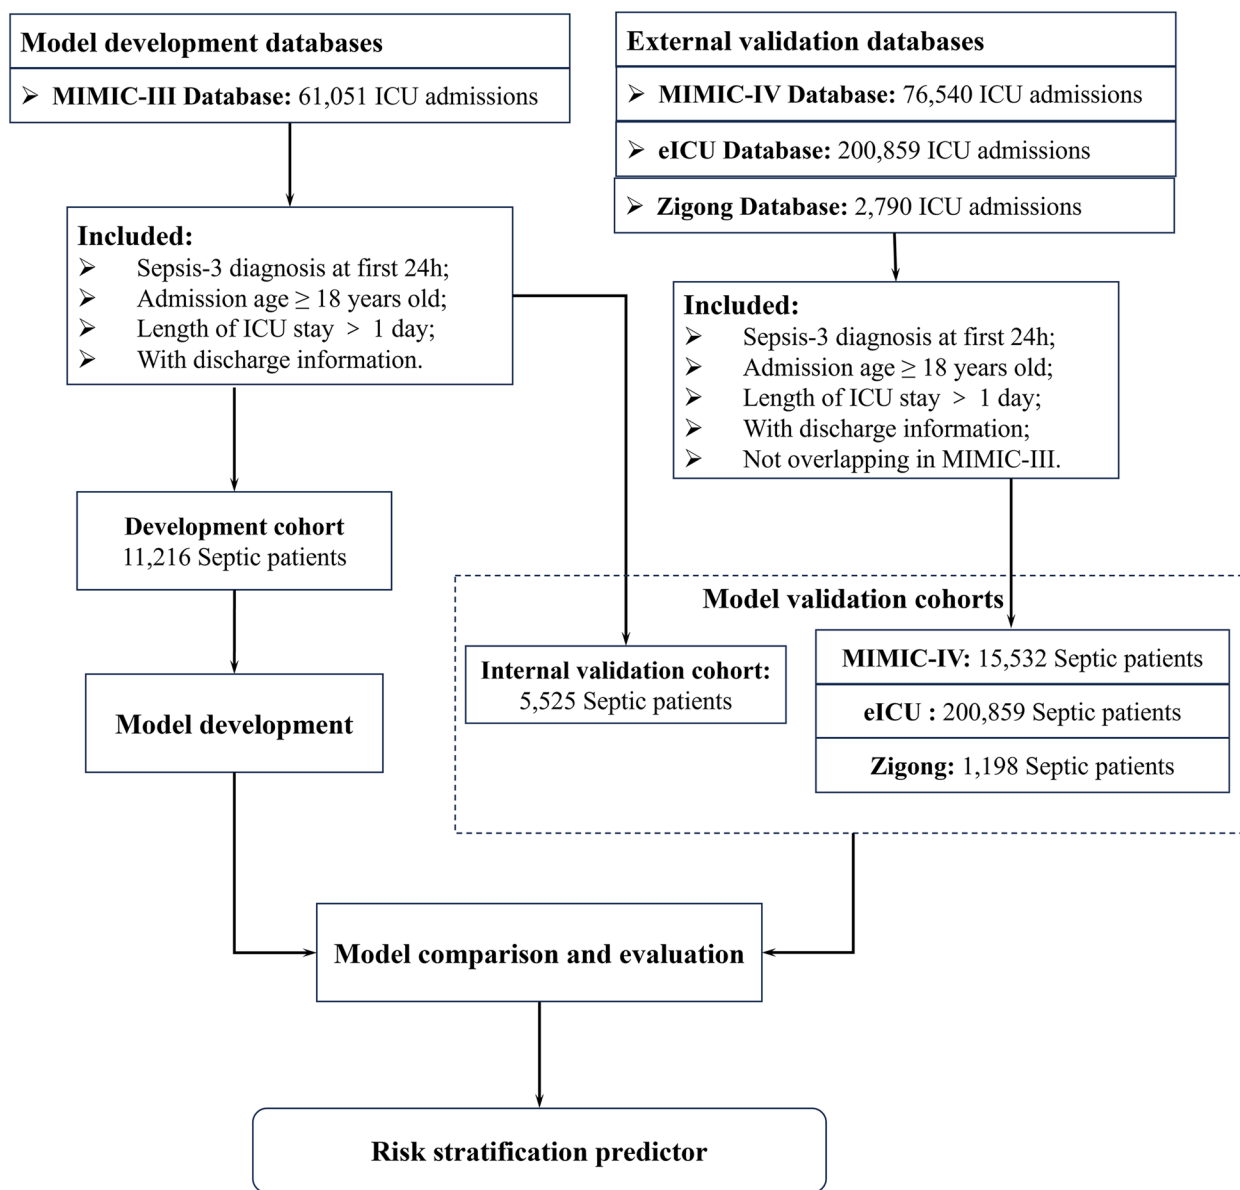 Model development databases
➢ MIMIC-III Database: 61,051 ICU admissions
External validation databases
➢ MIMIC-IV Database: 76,540 ICU admissions
➢ eICU Database: 200,859 ICU admissions
➢ Zigong Database: 2,790 ICU admissions
Included:
➢ Sepsis-3 diagnosis at first 24h;
➢ Admission age ≥ 18 years old;
➢ Length of ICU stay > 1 day;
➢ With discharge information.
Included:
➢ Sepsis-3 diagnosis at first 24h;
➢ Admission age ≥ 18 years old;
➢ Length of ICU stay > 1 day;
➢ With discharge information;
➢ Not overlapping in MIMIC-III.
Development cohort
11,216 Septic patients
Model development
Model validation cohorts
Internal validation cohort:
5,525 Septic patients
MIMIC-IV: 15,532 Septic patients
eICU : 200,859 Septic patients
Zigong: 1,198 Septic patients
Model comparison and evaluation
Risk stratification predictor